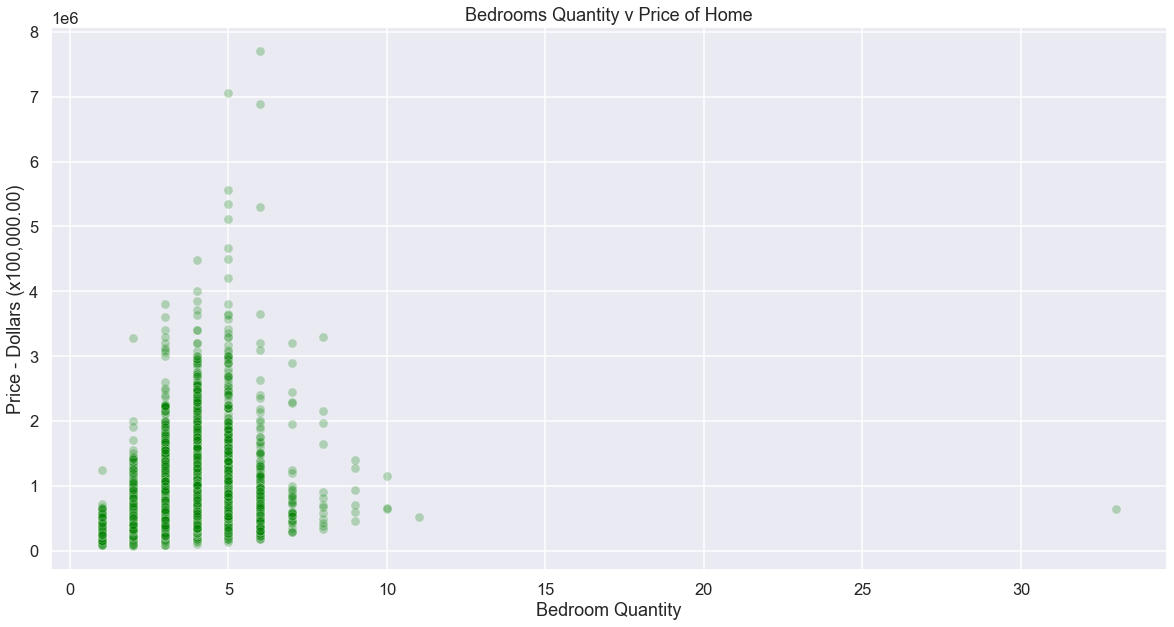 Bedrooms Quantity v Price of Home
1e6
8
7
6
5
4
3
2
1
0
Price - Dollars (x100,000.00)
0 5 10 15 20 25 30
Bedroom Quantity